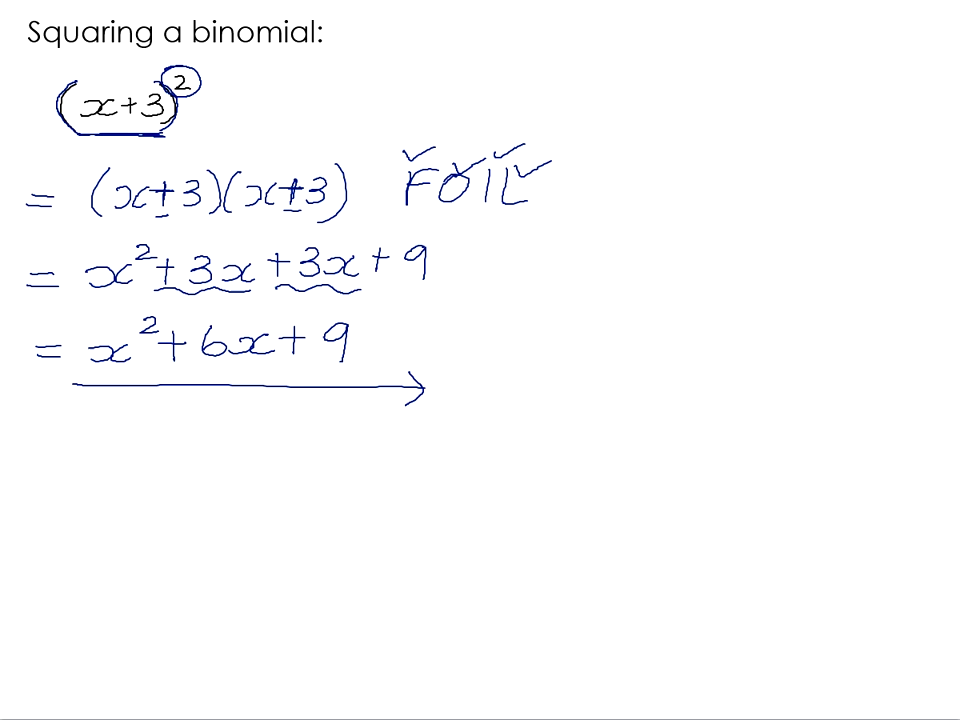 Squaring a binomial:
(x+3)²
= (x+3)(x+3) FOIL
= x²+3x+3x+9
= x²+6x+9